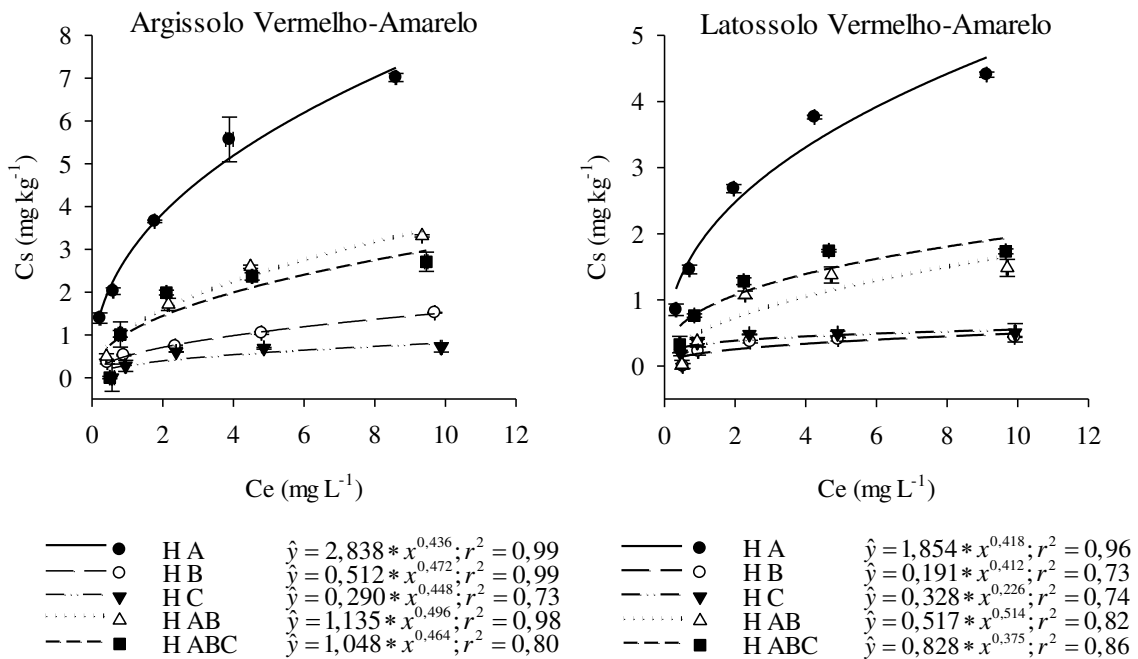 Argissolo Vermelho-Amarelo
Cs (mg kg⁻¹)
8
7
6
5
4
3
2
1
0
0 2 4 6 8 10 12
Ce (mg L⁻¹)
H A ŷ = 2,838 * x^0,436; r² = 0,99
H B ŷ = 0,512 * x^0,472; r² = 0,99
H C ŷ = 0,290 * x^0,448; r² = 0,73
H AB ŷ = 1,135 * x^0,496; r² = 0,98
H ABC ŷ = 1,048 * x^0,464; r² = 0,80
Latossolo Vermelho-Amarelo
Cs (mg kg⁻¹)
5
4
3
2
1
0
0 2 4 6 8 10 12
Ce (mg L⁻¹)
H A ŷ = 1,854 * x^0,418; r² = 0,96
H B ŷ = 0,191 * x^0,412; r² = 0,73
H C ŷ = 0,328 * x^0,226; r² = 0,74
H AB ŷ = 0,517 * x^0,514; r² = 0,82
H ABC ŷ = 0,828 * x^0,375; r² = 0,86